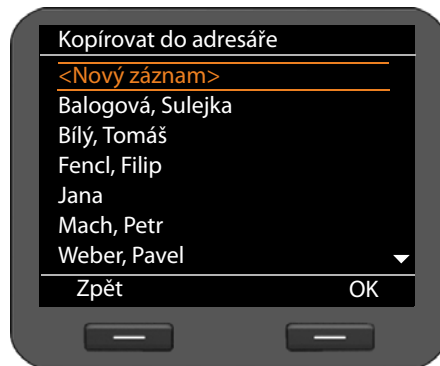 Kopírovat do adresáře
<Nový záznam>
Balogová, Sulejka
Bílý, Tomáš
Fencl, Filip
Jana
Mach, Petr
Weber, Pavel
Zpět OK